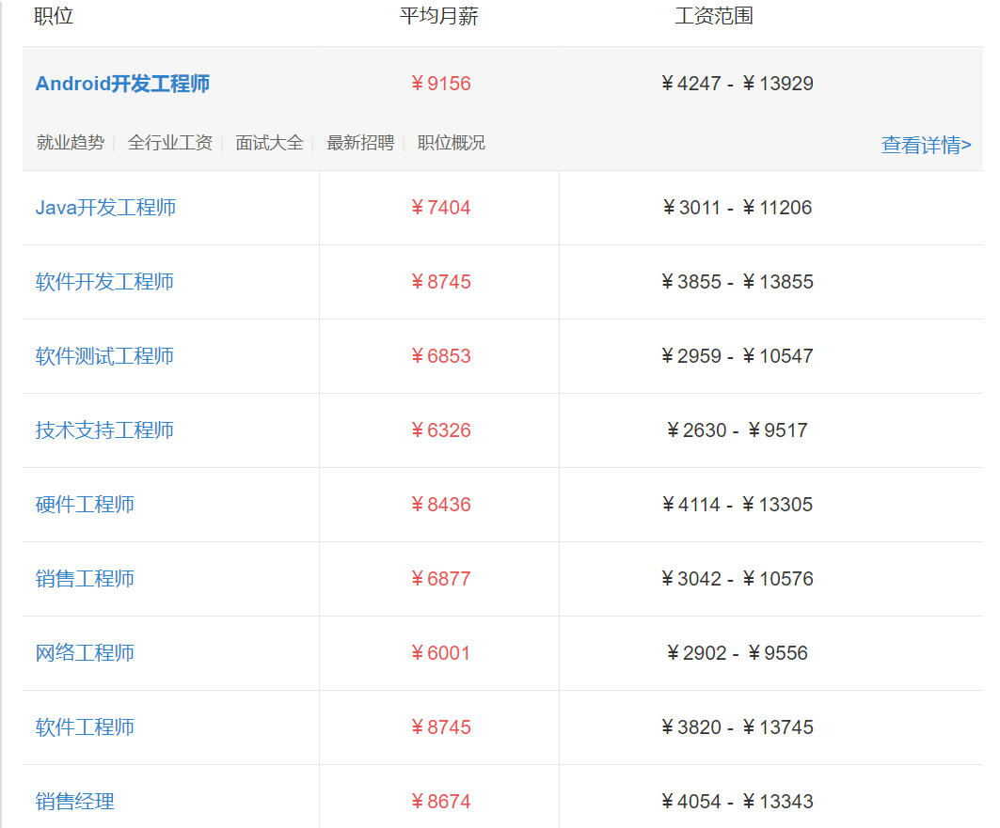 职位 平均月薪 工资范围
Android开发工程师 ¥9156 ¥4247 - ¥13929
就业趋势 全行业工资 面试大全 最新招聘 职位概况 查看详情>
Java开发工程师 ¥7404 ¥3011 - ¥11206
软件开发工程师 ¥8745 ¥3855 - ¥13855
软件测试工程师 ¥6853 ¥2959 - ¥10547
技术支持工程师 ¥6326 ¥2630 - ¥9517
硬件工程师 ¥8436 ¥4114 - ¥13305
销售工程师 ¥6877 ¥3042 - ¥10576
网络工程师 ¥6001 ¥2902 - ¥9556
软件工程师 ¥8745 ¥3820 - ¥13745
销售经理 ¥8674 ¥4054 - ¥13343